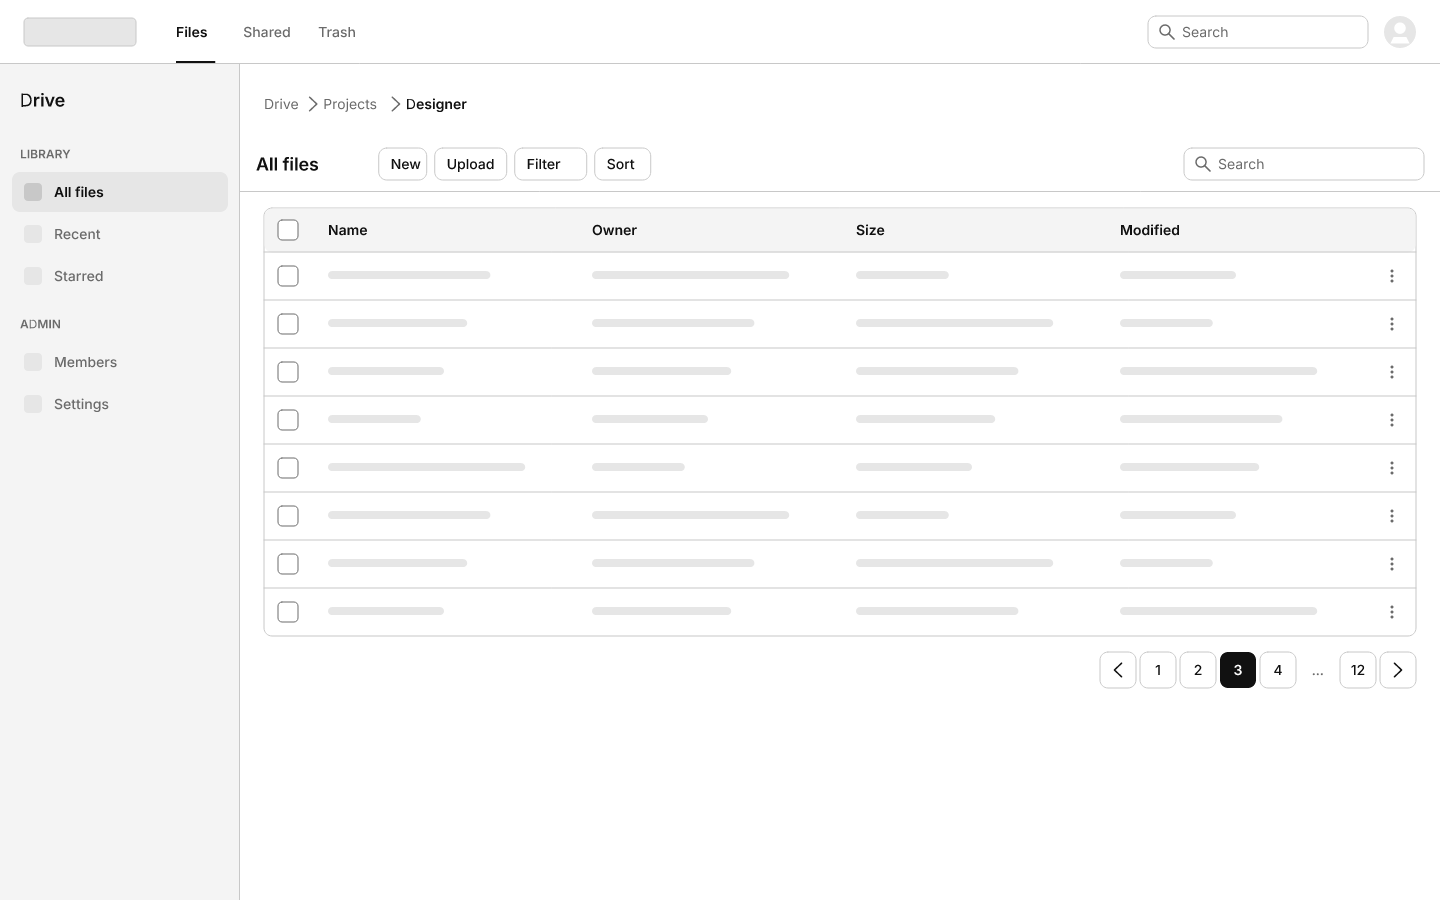 Files Shared Trash Search
Drive
LIBRARY
All files
Recent
Starred
ADMIN
Members
Settings
Drive Projects Designer
All files New Upload Filter Sort Search
Name Owner Size Modified
1 2 3 4 ... 12